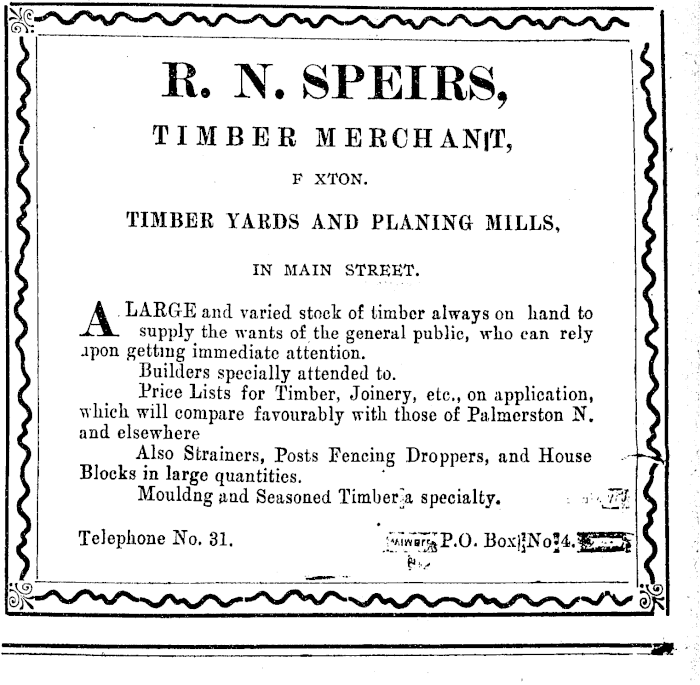 R. N. SPEIRS,
TIMBER MERCHANT,
F XTON.
TIMBER YARDS AND PLANING MILLS,
IN MAIN STREET.
A LARGE and varied stock of timber always on hand to
supply the wants of the general public, who can rely
upon getting immediate attention.
Builders specially attended to.
Price Lists for Timber, Joinery, etc., on application,
which will compare favourably with those of Palmerston N.
and elsewhere
Also Strainers, Posts Fencing Droppers, and House
Blocks in large quantities.
Mouldng and Seasoned Timber a specialty.
Telephone No. 31. P.O. Box No 4.